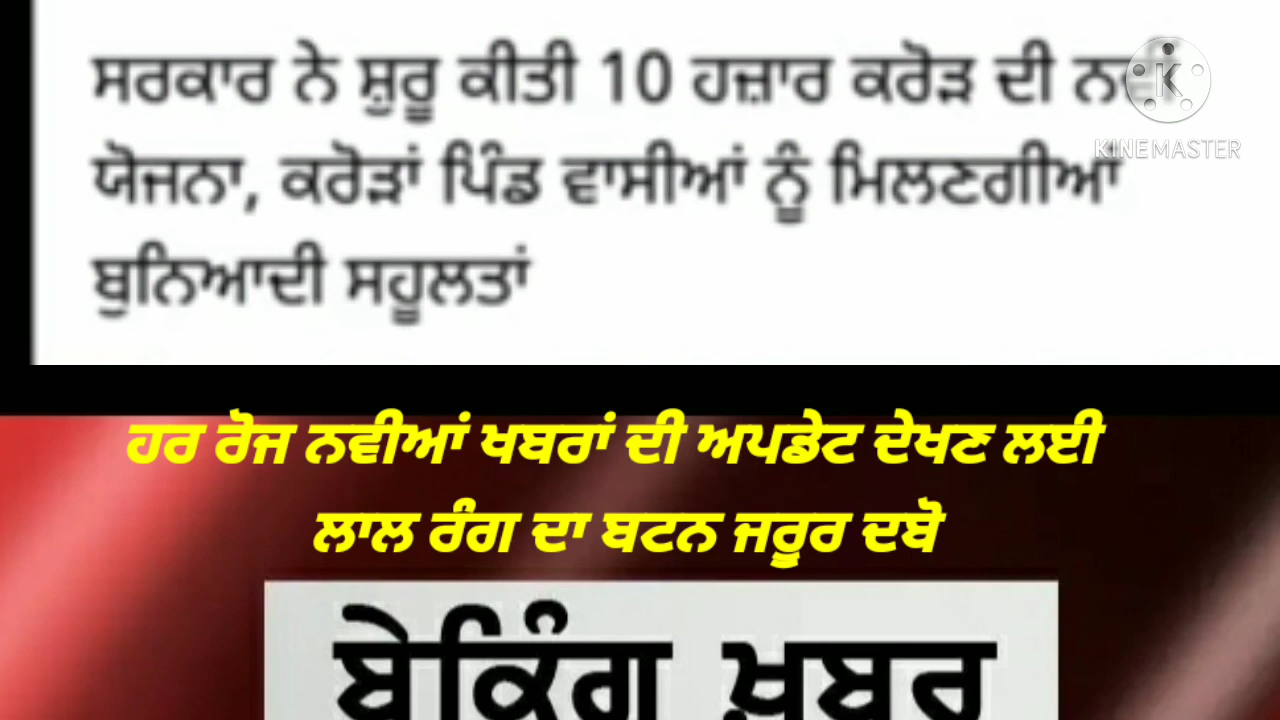 ਸਰਕਾਰ ਨੇ ਸ਼ੁਰੂ ਕੀਤੀ 10 ਹਜ਼ਾਰ ਕਰੋੜ ਦੀ
KINEMASTER
ਯੋਜਨਾ, ਕਰੋੜਾਂ ਪਿੰਡ ਵਾਸੀਆਂ ਨੂੰ ਮਿਲਣਗੀਆਂ
ਬੁਨਿਆਦੀ ਸਹੂਲਤਾਂ
ਹਰ ਰੋਜ ਨਵੀਆਂ ਖਬਰਾਂ ਦੀ ਅਪਡੇਟ ਦੇਖਣ ਲਈ
ਲਾਲ ਰੰਗ ਦਾ ਬਟਨ ਜਰੂਰ ਦਬੋ
ਖ਼ਬਰ